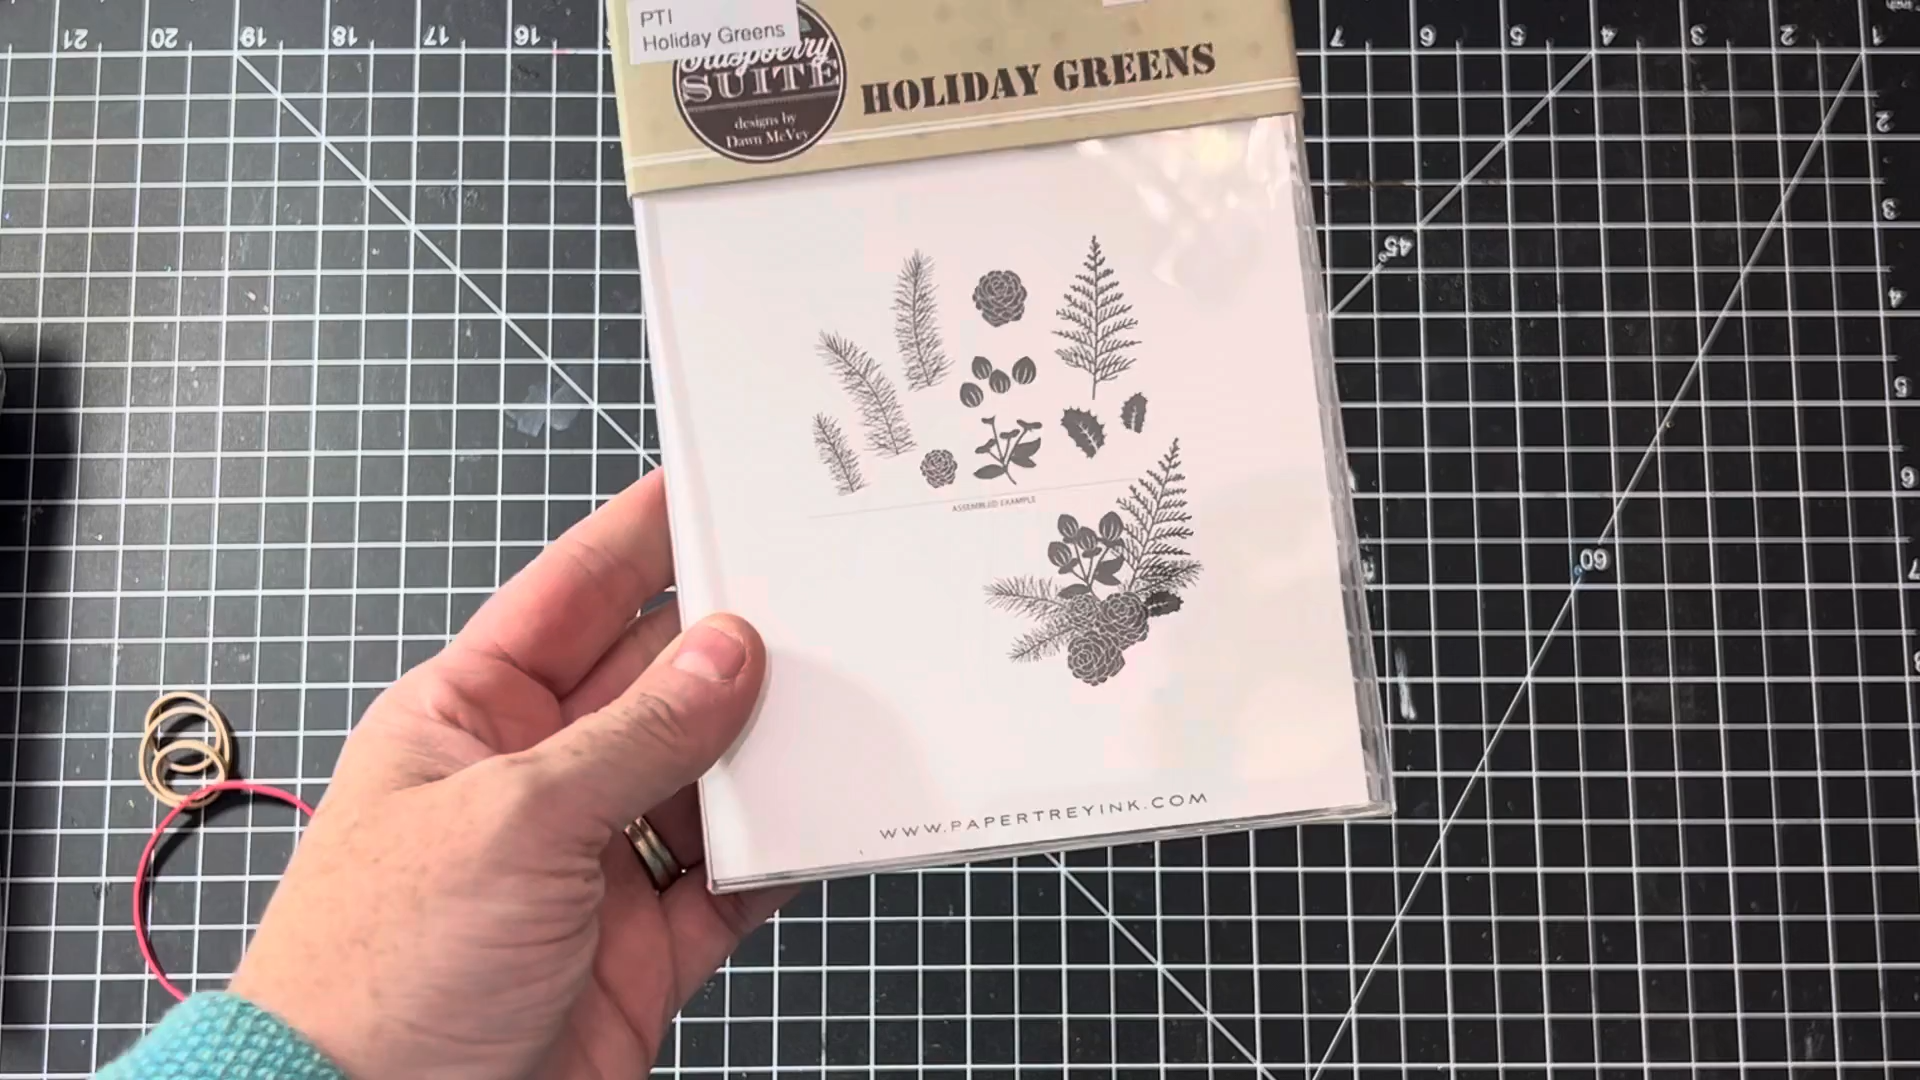 21 20 19 18 17 16 7 6 5 4 3 2 1
PTI
Holiday Greens
SUITE
designs by
Dawn McVey
HOLIDAY GREENS
2
3
45°
4
5
6
ASSEMBLED EXAMPLE
60
WWW.PAPERTREYINK.COM